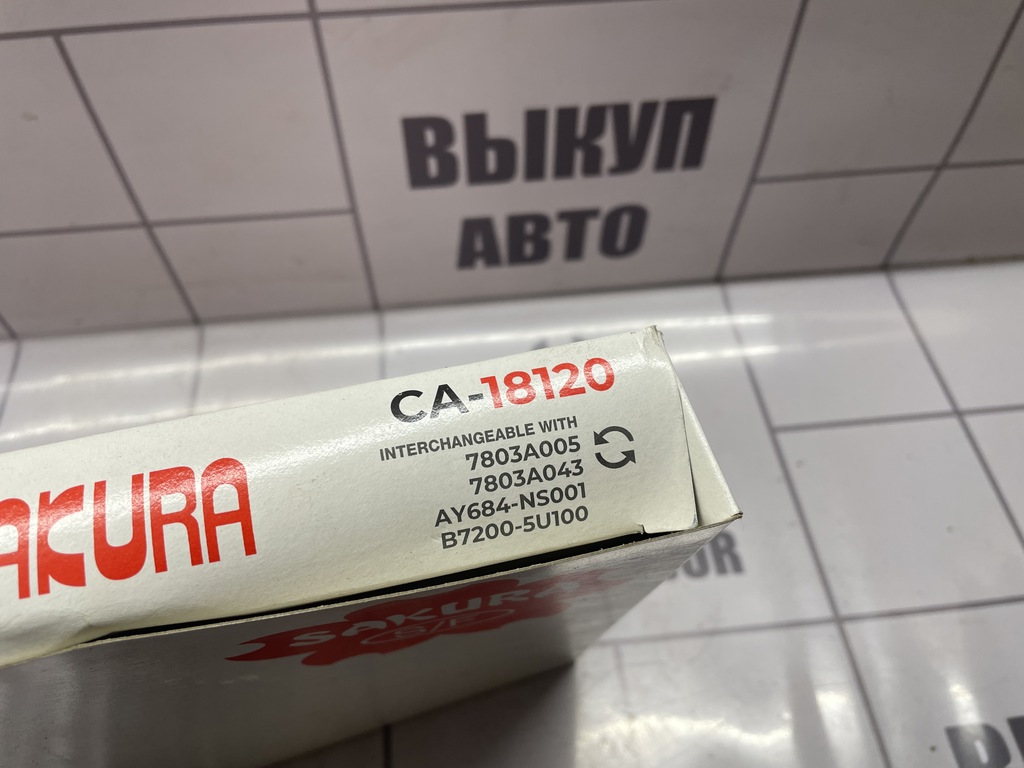 ВЫКУП
АВТО
CA-18120
INTERCHANGEABLE WITH
7803A005
7803A043
AY684-NS001
B7200-5U100
AKURA
SAKURA